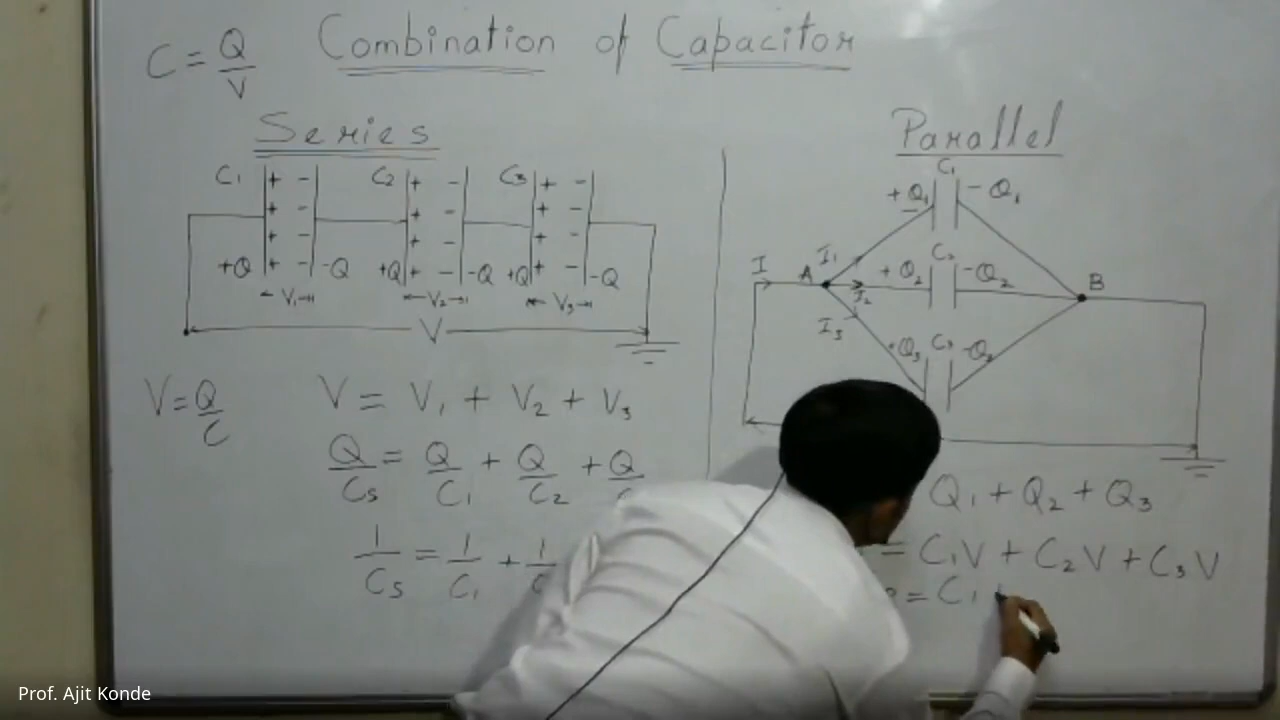 C = Q/V
Combination of Capacitor
Series
C1 + - C2 + - C3 + -
+ - + - + -
+ - + - + -
+Q + - -Q +Q + - -Q +Q + - -Q
← V1 → ← V2 → ← V3 →
V
V = Q/C
V = V1 + V2 + V3
Q/Cs = Q/C1 + Q/C2 + Q
1/Cs = 1/C1 + 1
Parallel
C1
+Q1 -Q1
I I1 C2
A +Q2 -Q2 B
I2
I3 C3
+Q3
Q1 + Q2 + Q3
= C1V + C2V + C3V
= C1 +
Prof. Ajit Konde